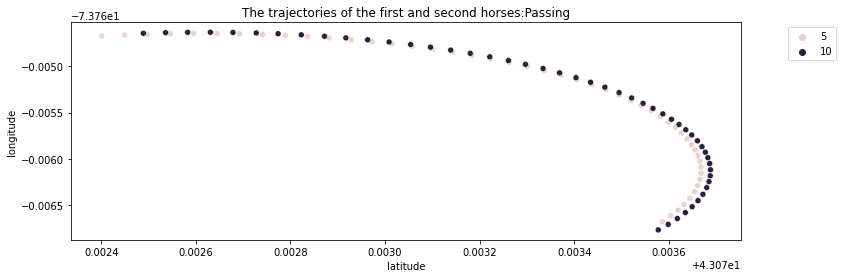 The trajectories of the first and second horses:Passing
−7.376e1
5
10
−0.0050
−0.0055
−0.0060
−0.0065
longitude
0.0024 0.0026 0.0028 0.0030 0.0032 0.0034 0.0036
+4.307e1
latitude